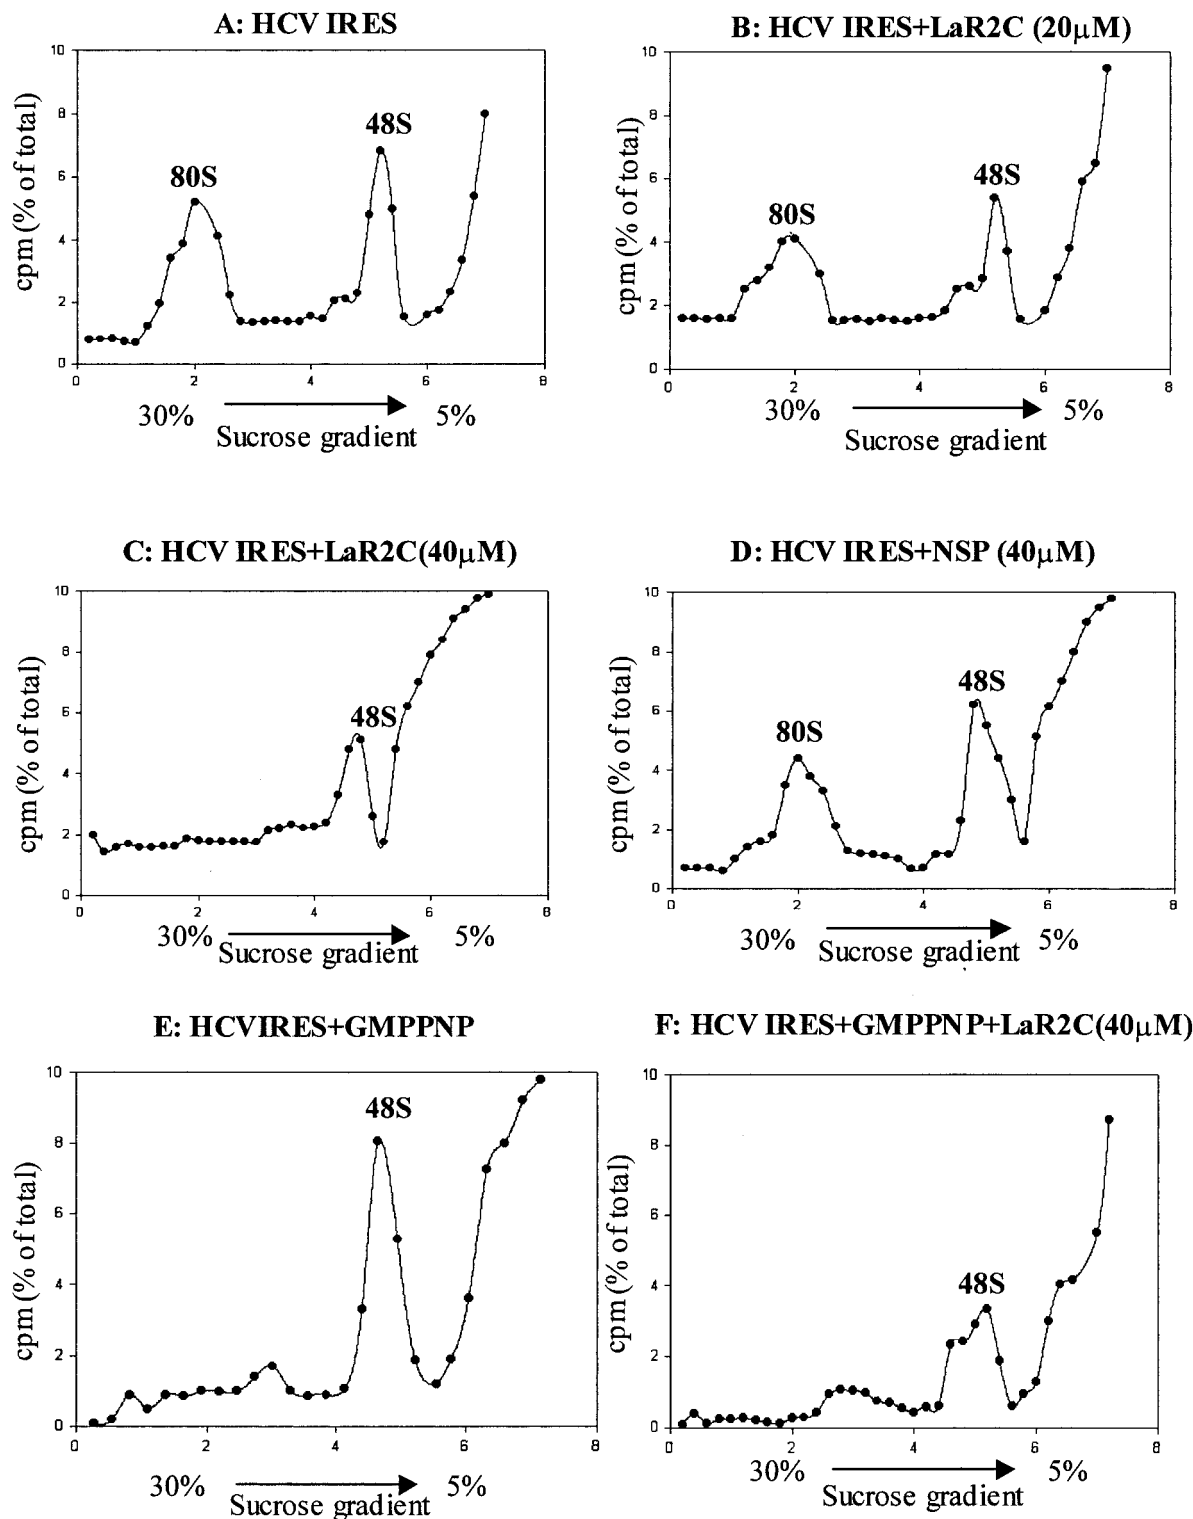 A: HCV IRES
cpm (% of total)
10
8
6
4
2
0
80S
48S
0 2 4 6 8
30% 5%
Sucrose gradient
B: HCV IRES+LaR2C (20μM)
cpm (% of total)
10
8
6
4
2
0
80S
48S
0 2 4 6 8
30% 5%
Sucrose gradient
C: HCV IRES+LaR2C(40μM)
cpm (% of total)
10
8
6
4
2
0
48S
0 2 4 6 8
30% 5%
Sucrose gradient
D: HCV IRES+NSP (40μM)
cpm (% of total)
10
8
6
4
2
0
80S
48S
0 2 4 6 8
30% 5%
Sucrose gradient
E: HCVIRES+GMPPNP
cpm (% of total)
10
8
6
4
2
0
48S
0 2 4 6 8
30% 5%
Sucrose gradient
F: HCV IRES+GMPPNP+LaR2C(40μM)
cpm (% of total)
10
8
6
4
2
0
48S
0 2 4 6 8
30% 5%
Sucrose gradient